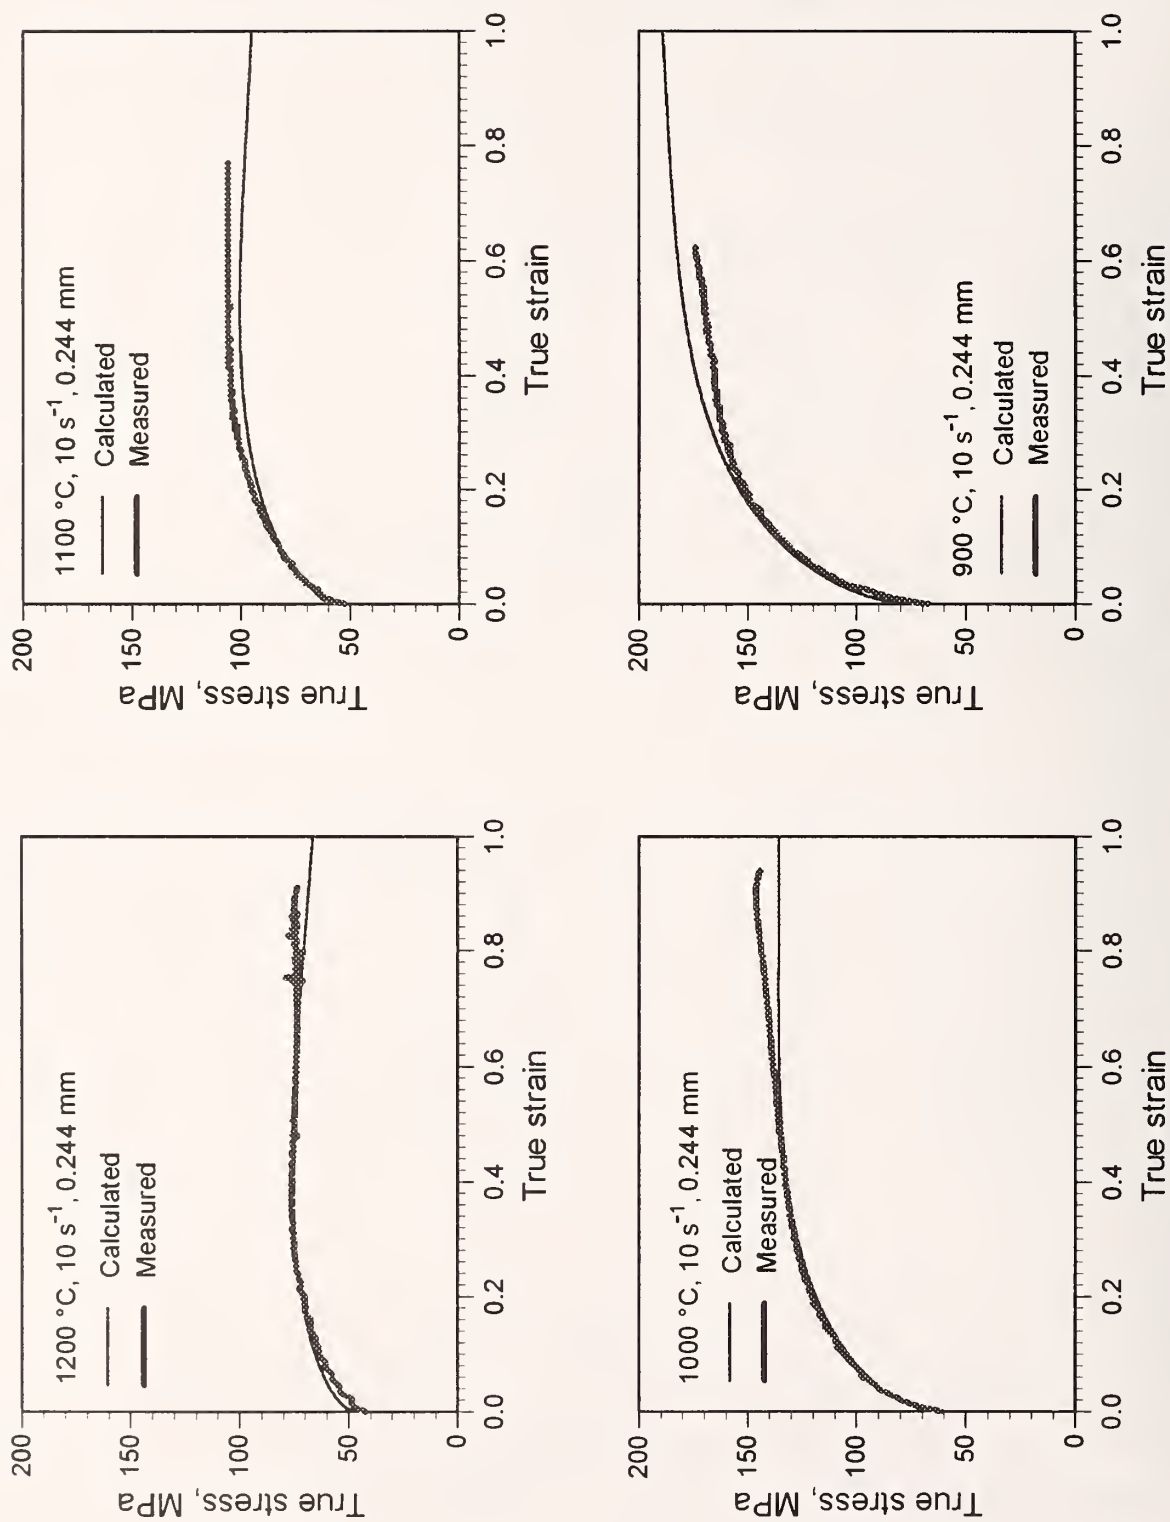 1200 °C, 10 s⁻¹, 0.244 mm
Calculated
Measured
200
150
100
50
0
True stress, MPa
0.0 0.2 0.4 0.6 0.8 1.0
True strain
1100 °C, 10 s⁻¹, 0.244 mm
Calculated
Measured
200
150
100
50
0
True stress, MPa
0.0 0.2 0.4 0.6 0.8 1.0
True strain
1000 °C, 10 s⁻¹, 0.244 mm
Calculated
Measured
200
150
100
50
0
True stress, MPa
0.0 0.2 0.4 0.6 0.8 1.0
True strain
900 °C, 10 s⁻¹, 0.244 mm
Calculated
Measured
200
150
100
50
0
True stress, MPa
0.0 0.2 0.4 0.6 0.8 1.0
True strain